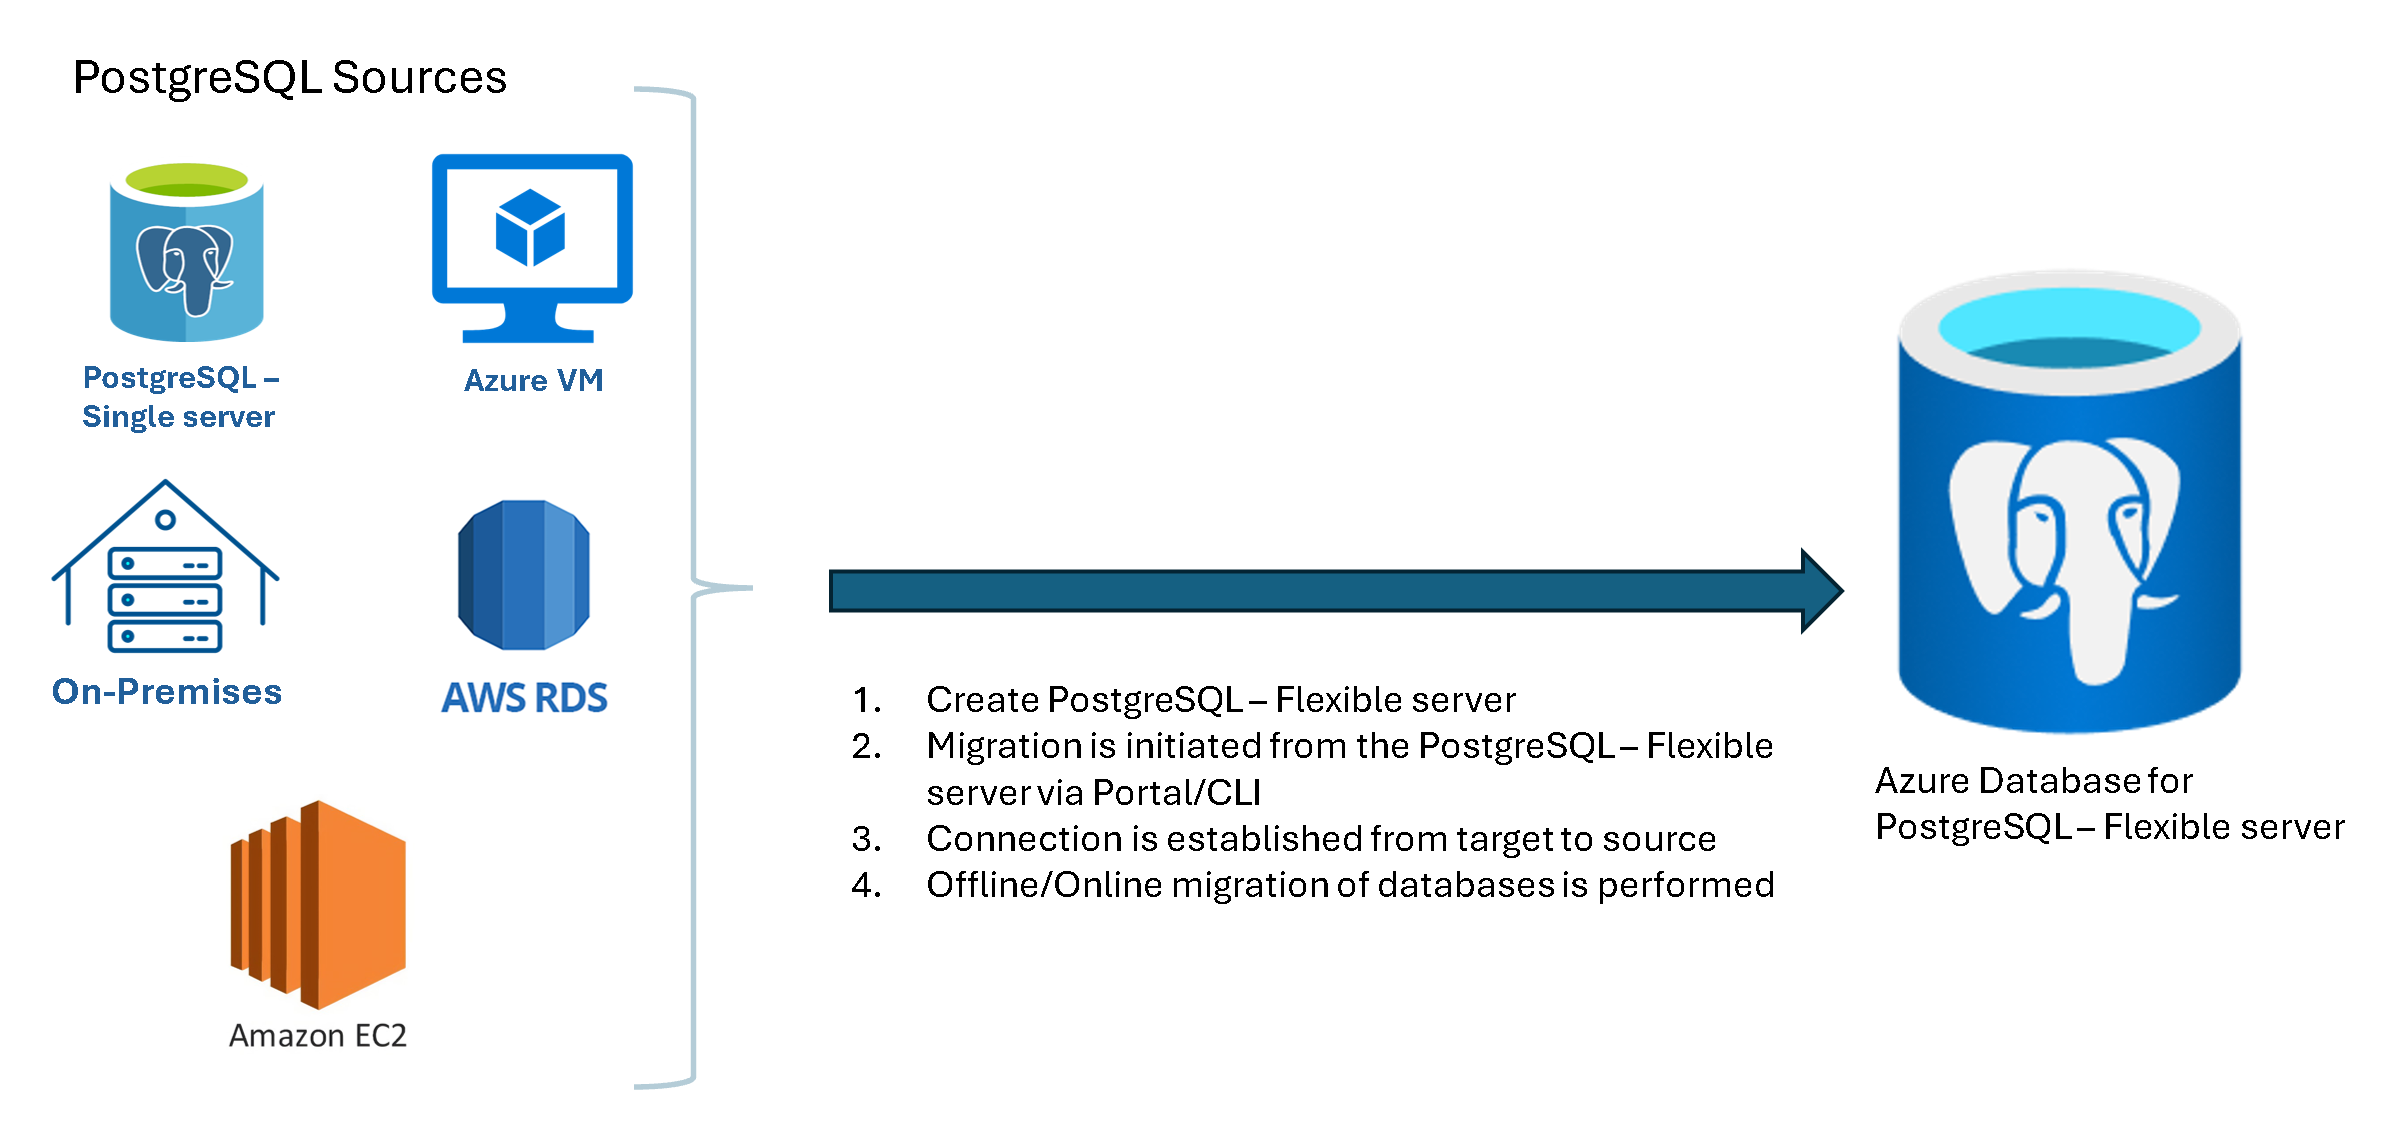 PostgreSQL Sources
PostgreSQL –
Single server
Azure VM
On-Premises
AWS RDS
Amazon EC2
1. Create PostgreSQL – Flexible server
2. Migration is initiated from the PostgreSQL – Flexible
server via Portal/CLI
3. Connection is established from target to source
4. Offline/Online migration of databases is performed
Azure Database for
PostgreSQL – Flexible server